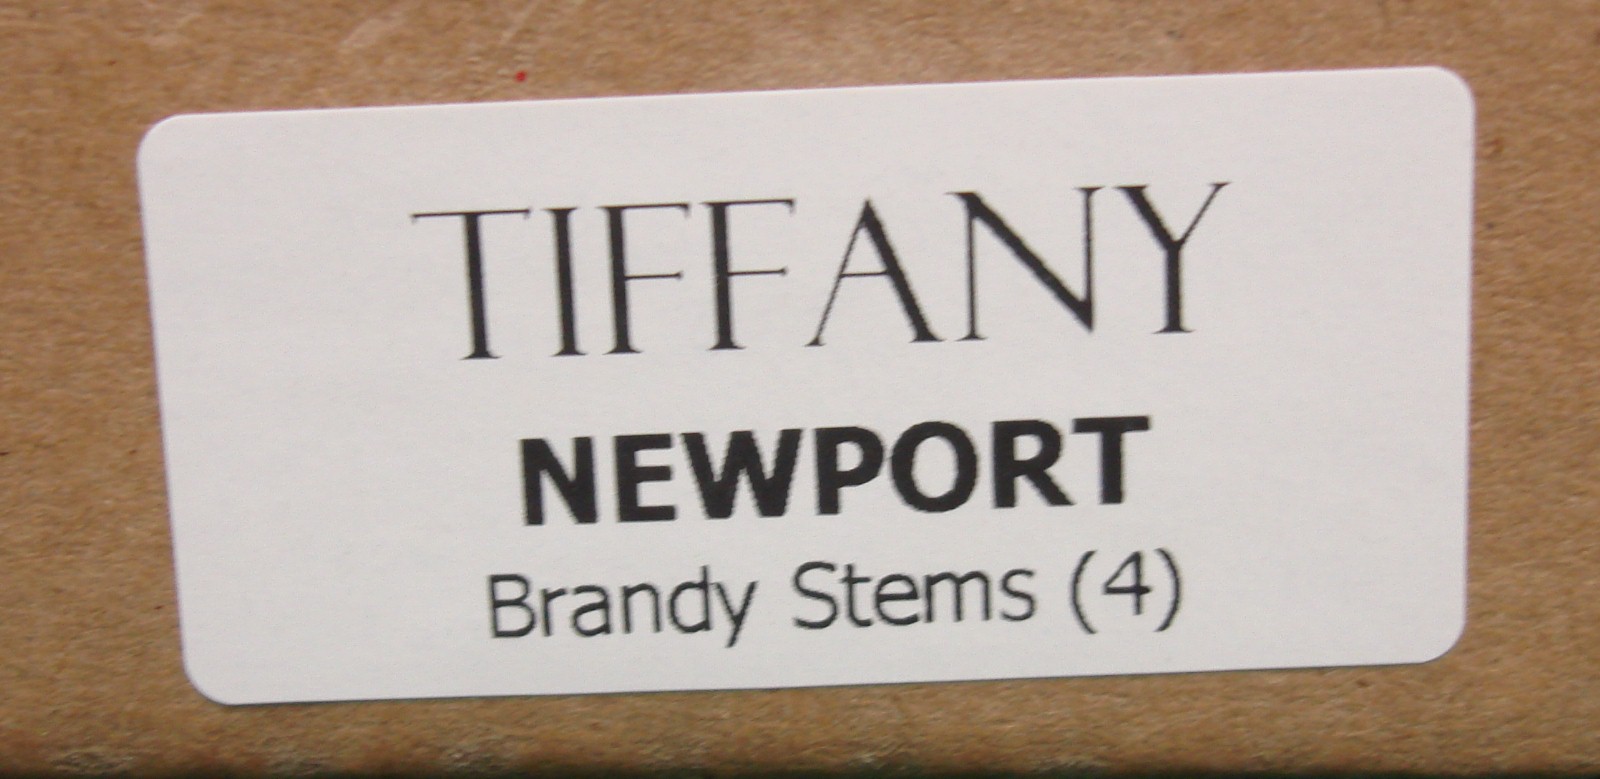 TIFFANY
NEWPORT
Brandy Stems (4)